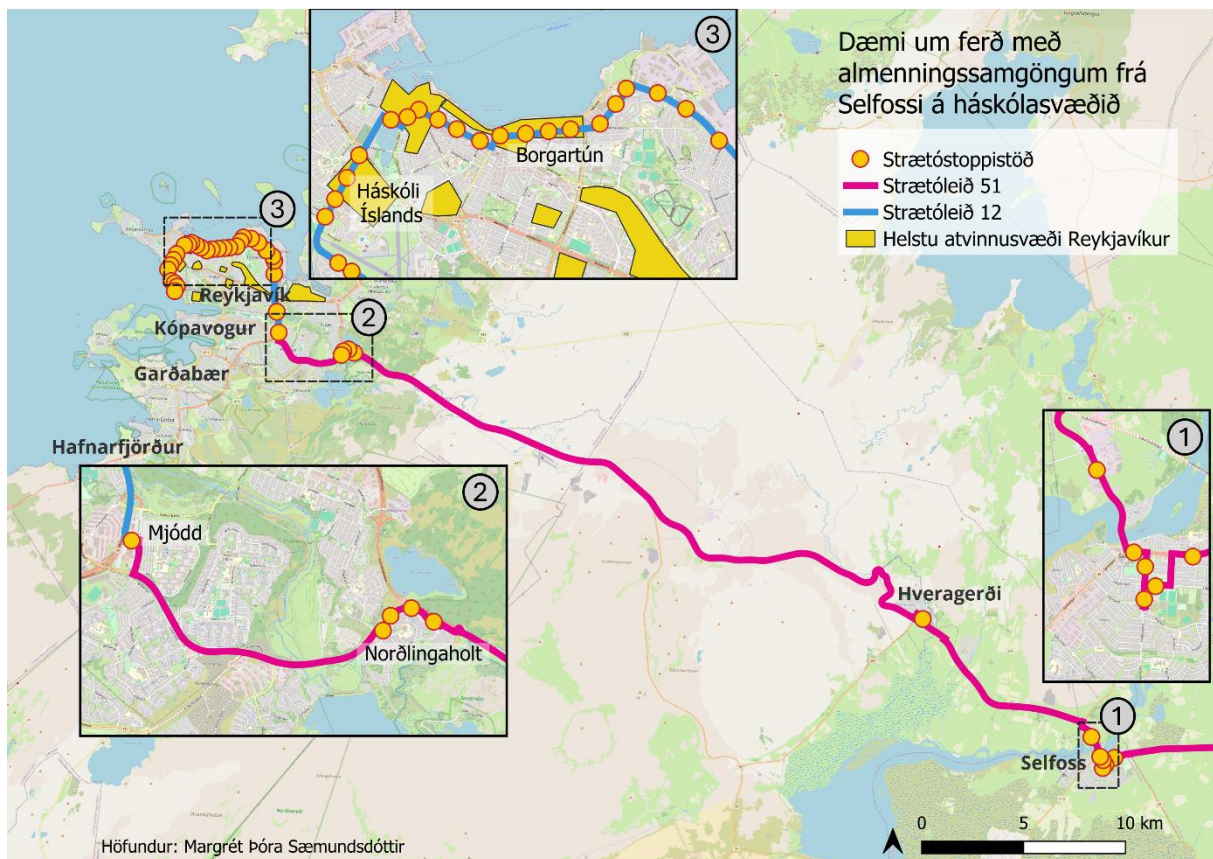 Dæmi um ferð með
almenningssamgöngum frá
Selfossi á háskólasvæðið
Strætóstoppistöð
Strætóleið 51
Strætóleið 12
Helstu atvinnusvæði Reykjavíkur
3
Borgartún
Háskóli
Íslands
3
Reykjavík
Kópavogur
2
Garðabær
Hafnarfjörður
2
Mjódd
Norðlingaholt
Hveragerði
1
1
Selfoss
0
5
10 km
Höfundur: Margrét Þóra Sæmundsdóttir